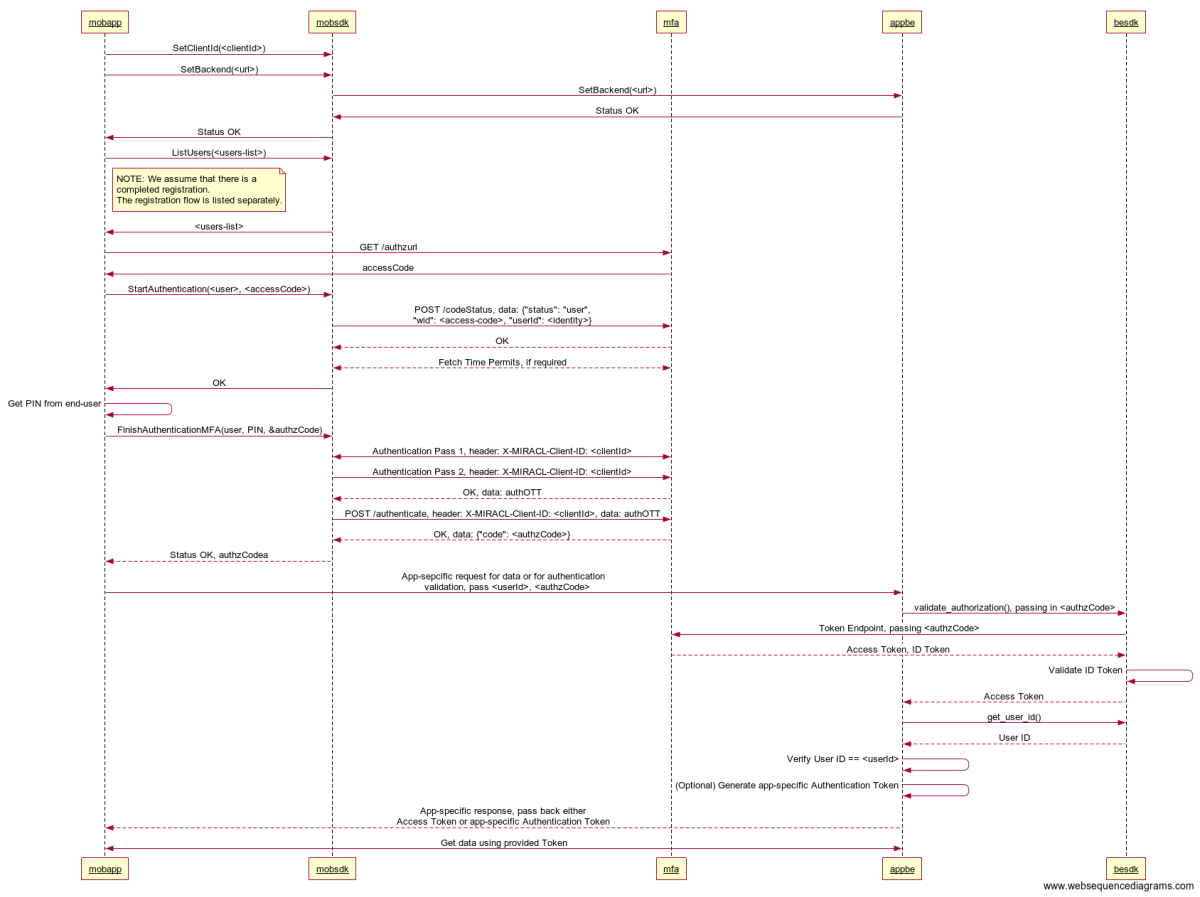 mobapp mobsdk mfa appbe besdk
SetClientId(<clientId>)
SetBackend(<url>)
SetBackend(<url>)
Status OK
Status OK
ListUsers(<users-list>)
NOTE: We assume that there is a
completed registration.
The registration flow is listed separately.
<users-list>
GET /authzurl
accessCode
StartAuthentication(<user>, <accessCode>)
POST /codeStatus, data: {"status": "user",
"wid": <access-code>, "userId": <identity>}
OK
Fetch Time Permits, if required
OK
Get PIN from end-user
FinishAuthenticationMFA(user, PIN, &authzCode)
Authentication Pass 1, header: X-MIRACL-Client-ID: <clientId>
Authentication Pass 2, header: X-MIRACL-Client-ID: <clientId>
OK, data: authOTT
POST /authenticate, header: X-MIRACL-Client-ID: <clientId>, data: authOTT
OK, data: {"code": <authzCode>}
Status OK, authzCodea
App-sepcific request for data or for authentication
validation, pass <userId>, <authzCode>
validate_authorization(), passing in <authzCode>
Token Endpoint, passing <authzCode>
Access Token, ID Token
Validate ID Token
Access Token
get_user_id()
User ID
Verify User ID == <userId>
(Optional) Generate app-specific Authentication Token
App-specific response, pass back either
Access Token or app-specific Authentication Token
Get data using provided Token
mobapp mobsdk mfa appbe besdk
www.websequencediagrams.com